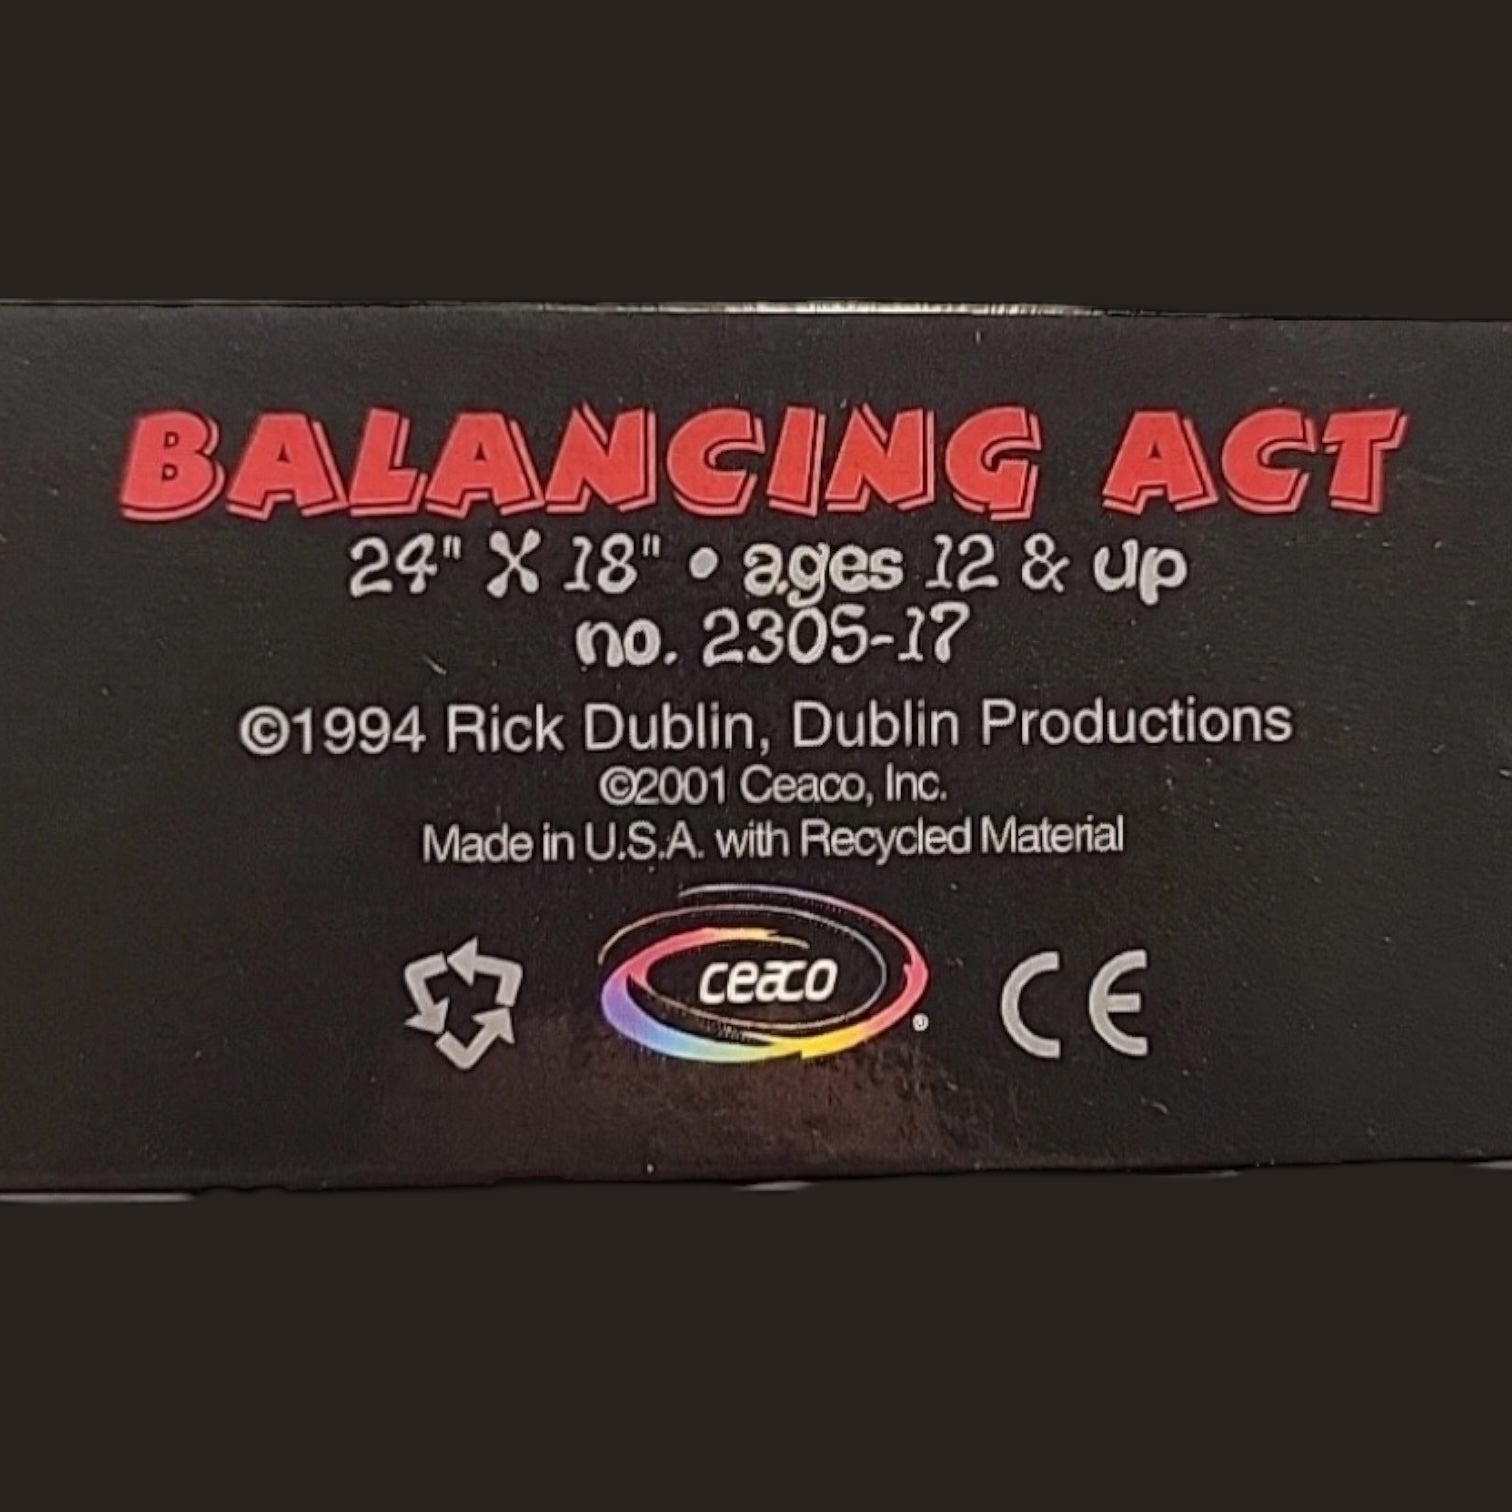 BALANCING ACT
24" X 18" • ages 12 & up
no. 2305-17
©1994 Rick Dublin, Dublin Productions
©2001 Ceaco, Inc.
Made in U.S.A. with Recycled Material
ceaco ® CE